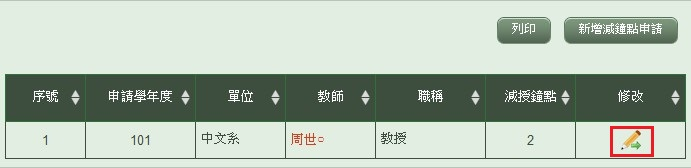 列印 新增減鐘點申請
序號 申請學年度 單位 教師 職稱 減授鐘點 修改
1 101 中文系 周世○ 教授 2